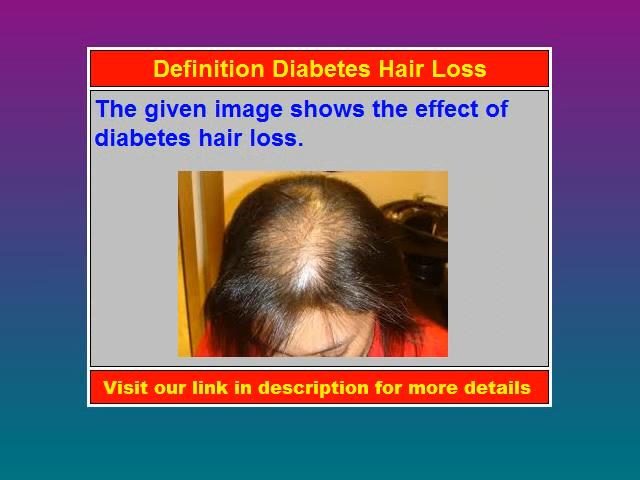 Definition Diabetes Hair Loss
The given image shows the effect of
diabetes hair loss.
Visit our link in description for more details